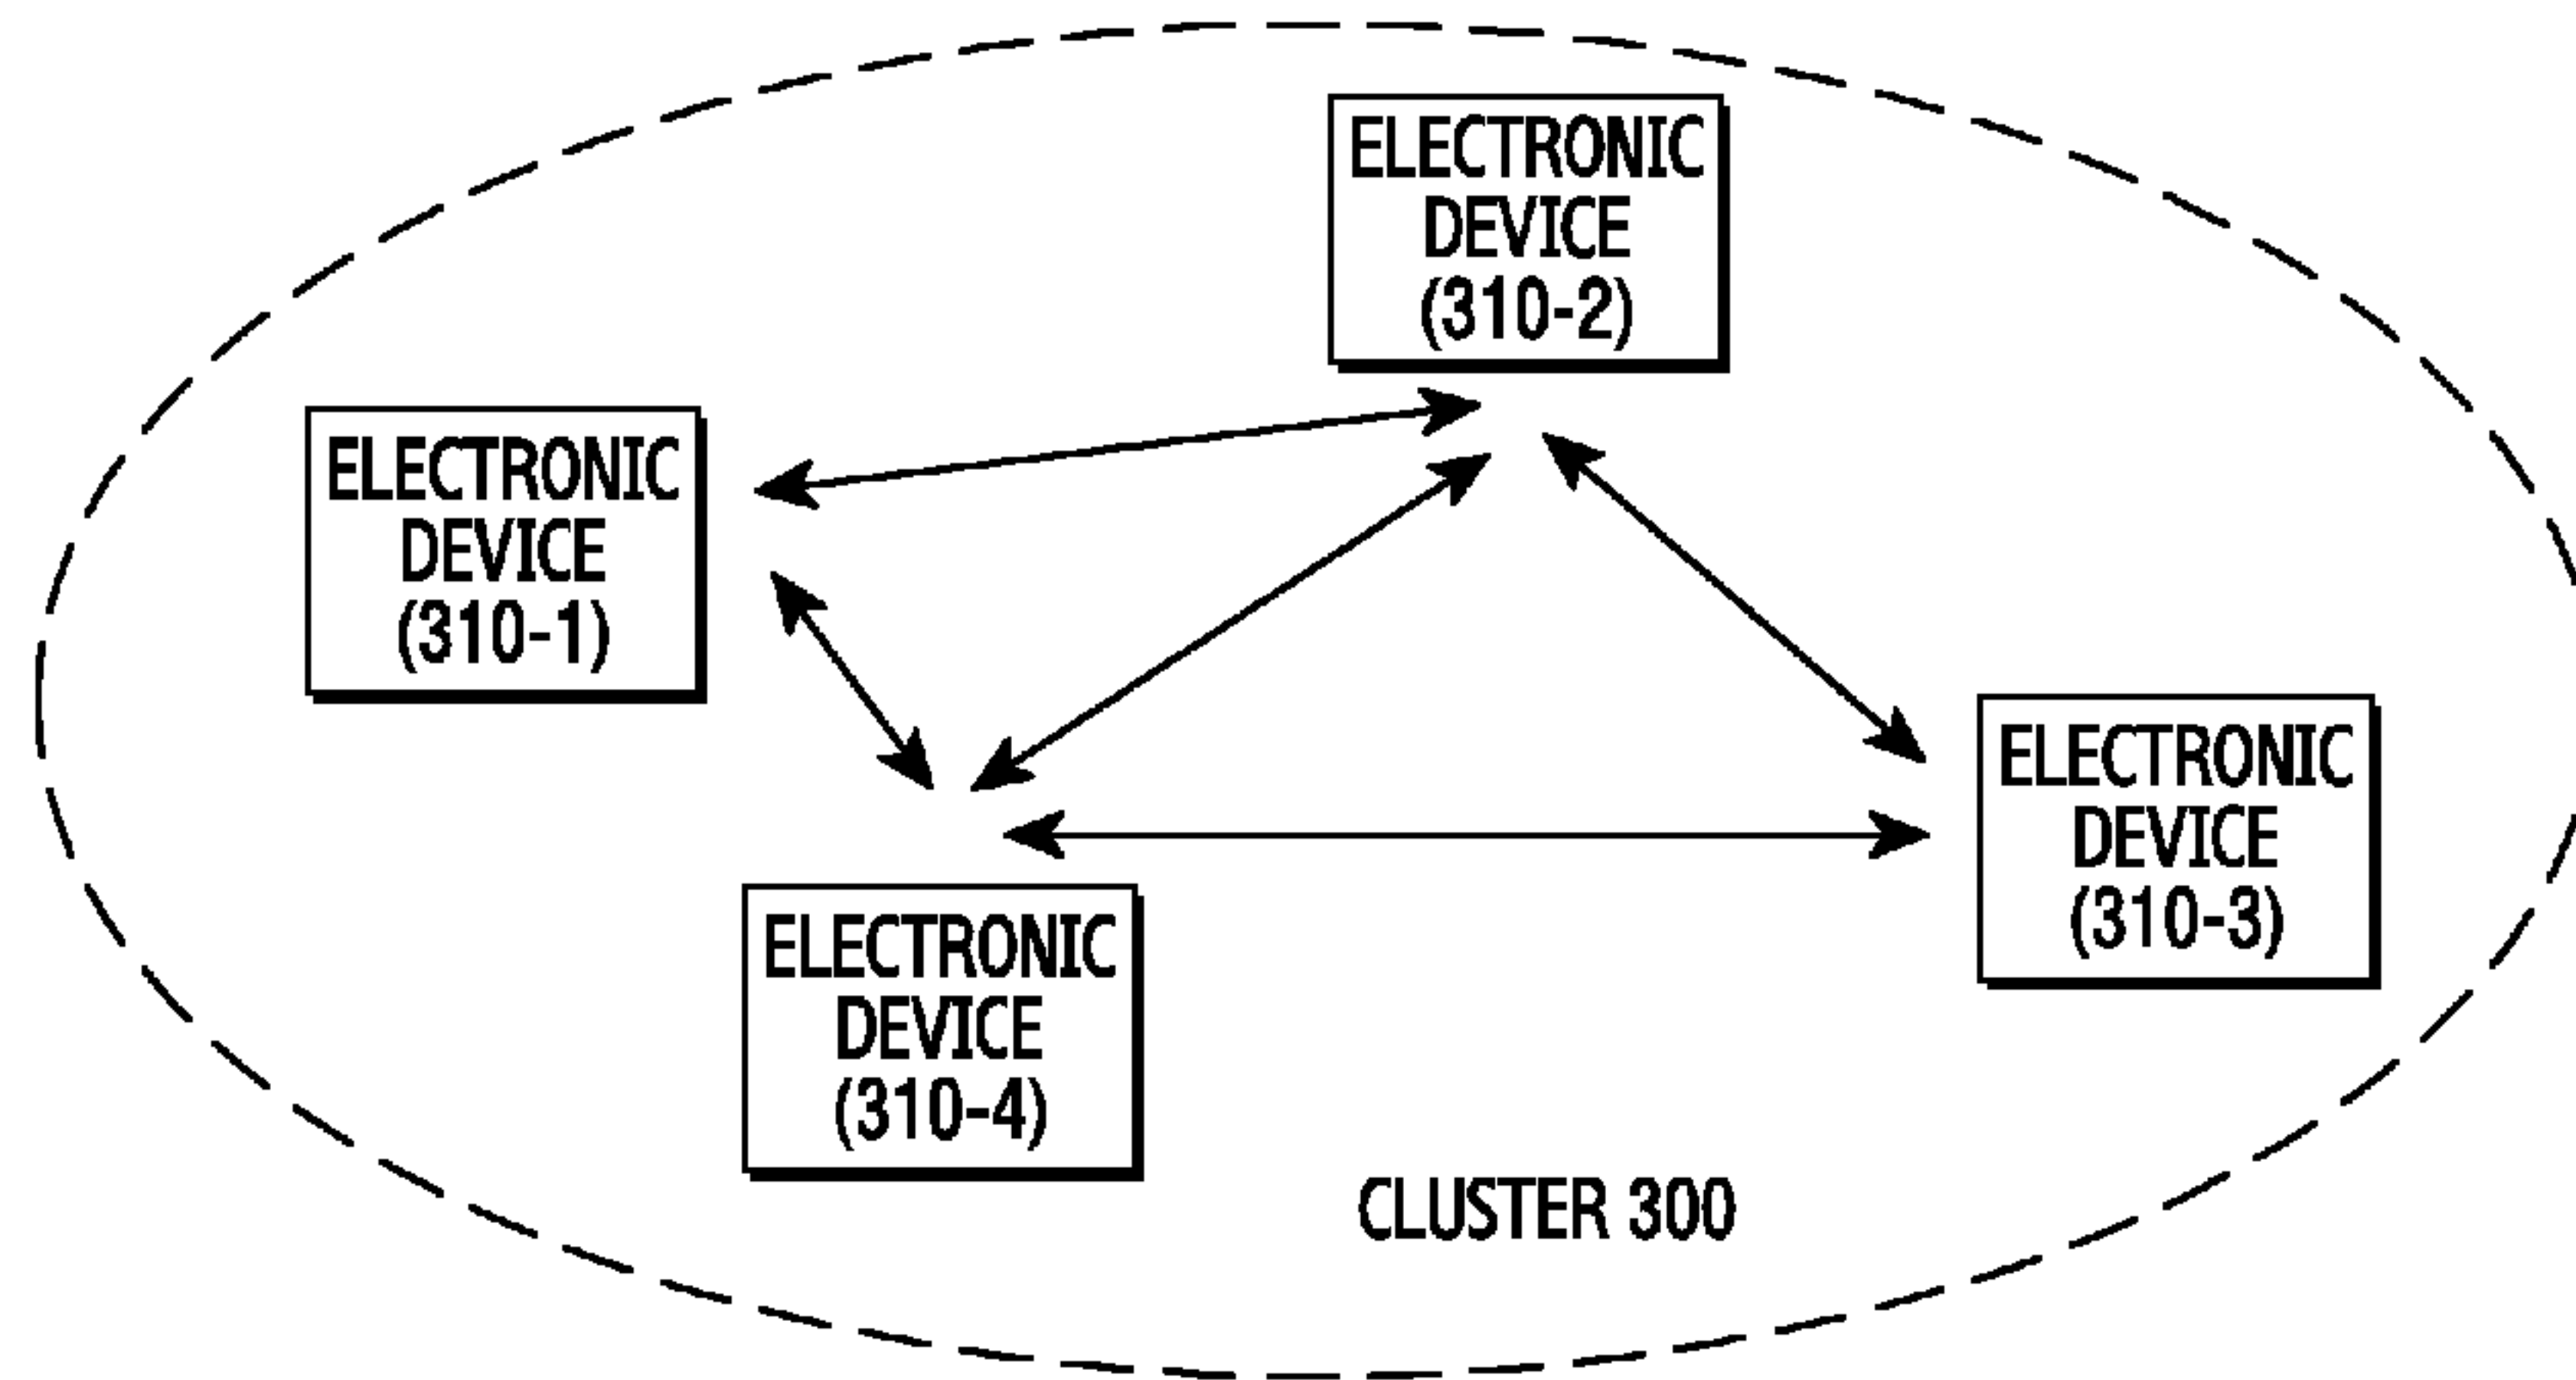 ELECTRONIC
DEVICE
(310-2)
ELECTRONIC
DEVICE
(310-1)
ELECTRONIC
DEVICE
(310-3)
ELECTRONIC
DEVICE
(310-4)
CLUSTER 300